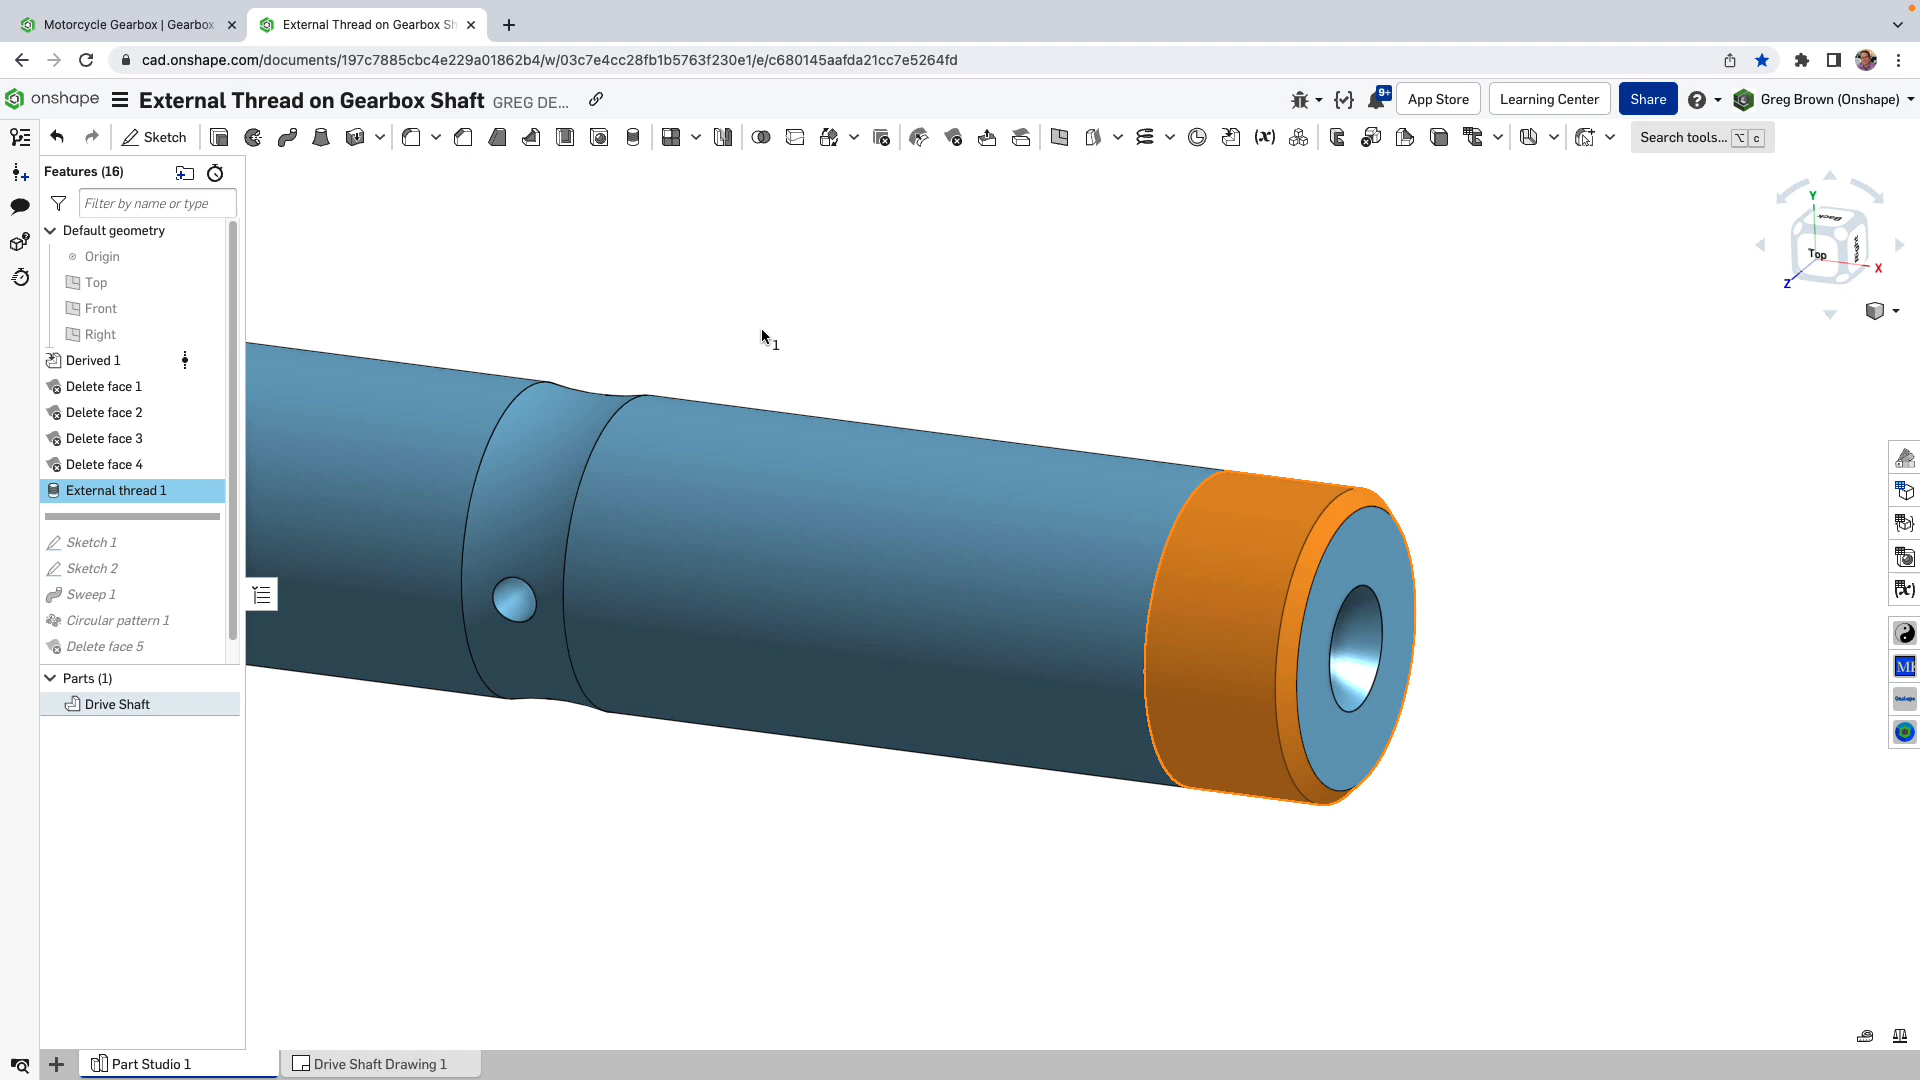 Motorcycle Gearbox | Gearbox
External Thread on Gearbox Sh
cad.onshape.com/documents/197c7885cbc4e229a01862b4/w/03c7e4cc28fb1b5763f230e1/e/c680145aafda21cc7e5264fd
onshape
External Thread on Gearbox Shaft GREG DE...
9+
App Store
Learning Center
Share
Greg Brown (Onshape)
Sketch
Search tools... ⌥ c
Features (16)
Filter by name or type
Default geometry
Origin
Top
Front
Right
Derived 1
Delete face 1
Delete face 2
Delete face 3
Delete face 4
External thread 1
Sketch 1
Sketch 2
Sweep 1
Circular pattern 1
Delete face 5
Parts (1)
Drive Shaft
1
Y
Back
Top
Right
X
Z
Part Studio 1
Drive Shaft Drawing 1